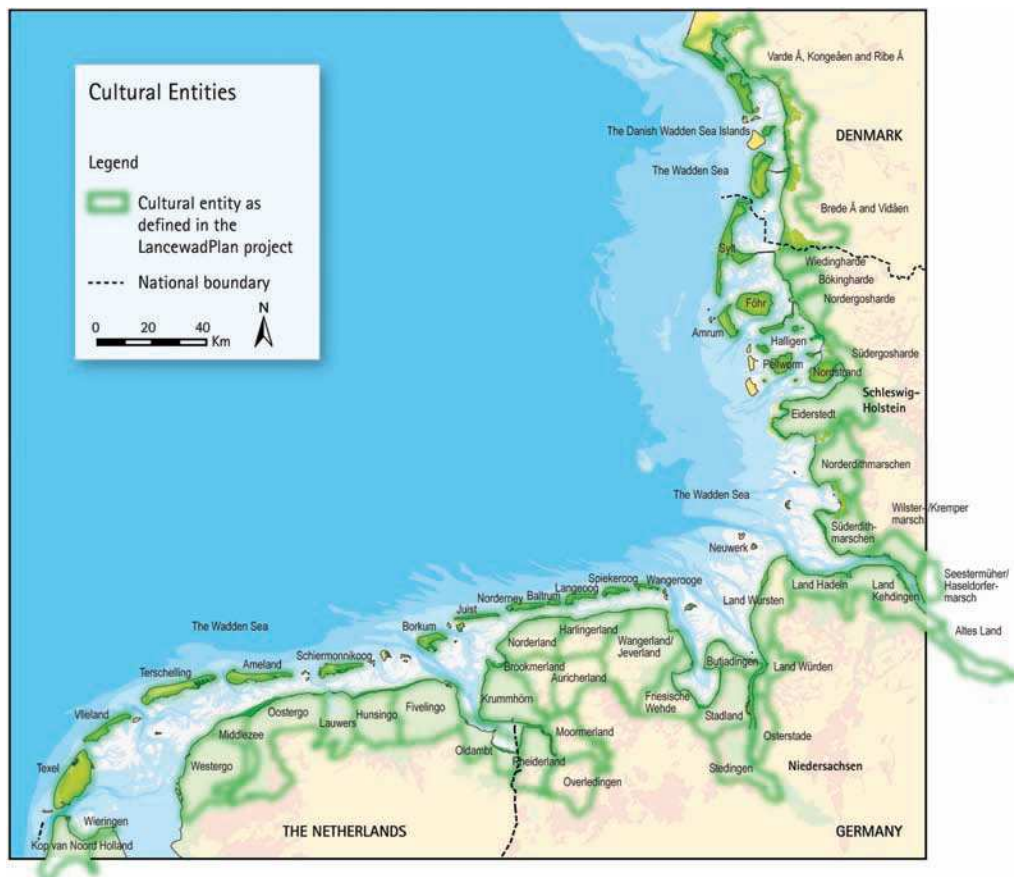 Cultural Entities
Legend
Cultural entity as
defined in the
LancewadPlan project
National boundary
N
0 20 40
Km
Varde Å, Kongeåen and Ribe Å
The Danish Wadden Sea Islands
DENMARK
The Wadden Sea
Brede Å and Vidåen
Sylt
Wiedingharde
Bökingharde
Nordergosharde
Föhr
Amrum
Halligen
Südergosharde
Pellworm
Nordstrand
Schleswig-
Holstein
Eiderstedt
Norderdithmarschen
The Wadden Sea
Wilster-/Kremper
marsch
Süderdith-
marschen
Neuwerk
Seestermüher/
Haseldorfer-
marsch
Land Hadeln
Land
Kehdingen
Spiekeroog
Wangerooge
Langeoog
Baltrum
Norderney
Juist
Land Wursten
Altes Land
The Wadden Sea
Borkum
Harlingerland
Norderland
Wangerland/
Jeverland
Schiermonnikoog
Ameland
Terschelling
Brookmerland
Auricherland
Butjadingen
Land Würden
Krummhörn
Friesische
Wehde
Vlieland
Oostergo
Lauwers
Hunsingo
Fivelingo
Stadland
Middlezee
Moormerland
Osterstade
Oldambt
Rheiderland
Westergo
Texel
Overledingen
Stedingen
Niedersachsen
Wieringen
Kop van Noord Holland
THE NETHERLANDS
GERMANY